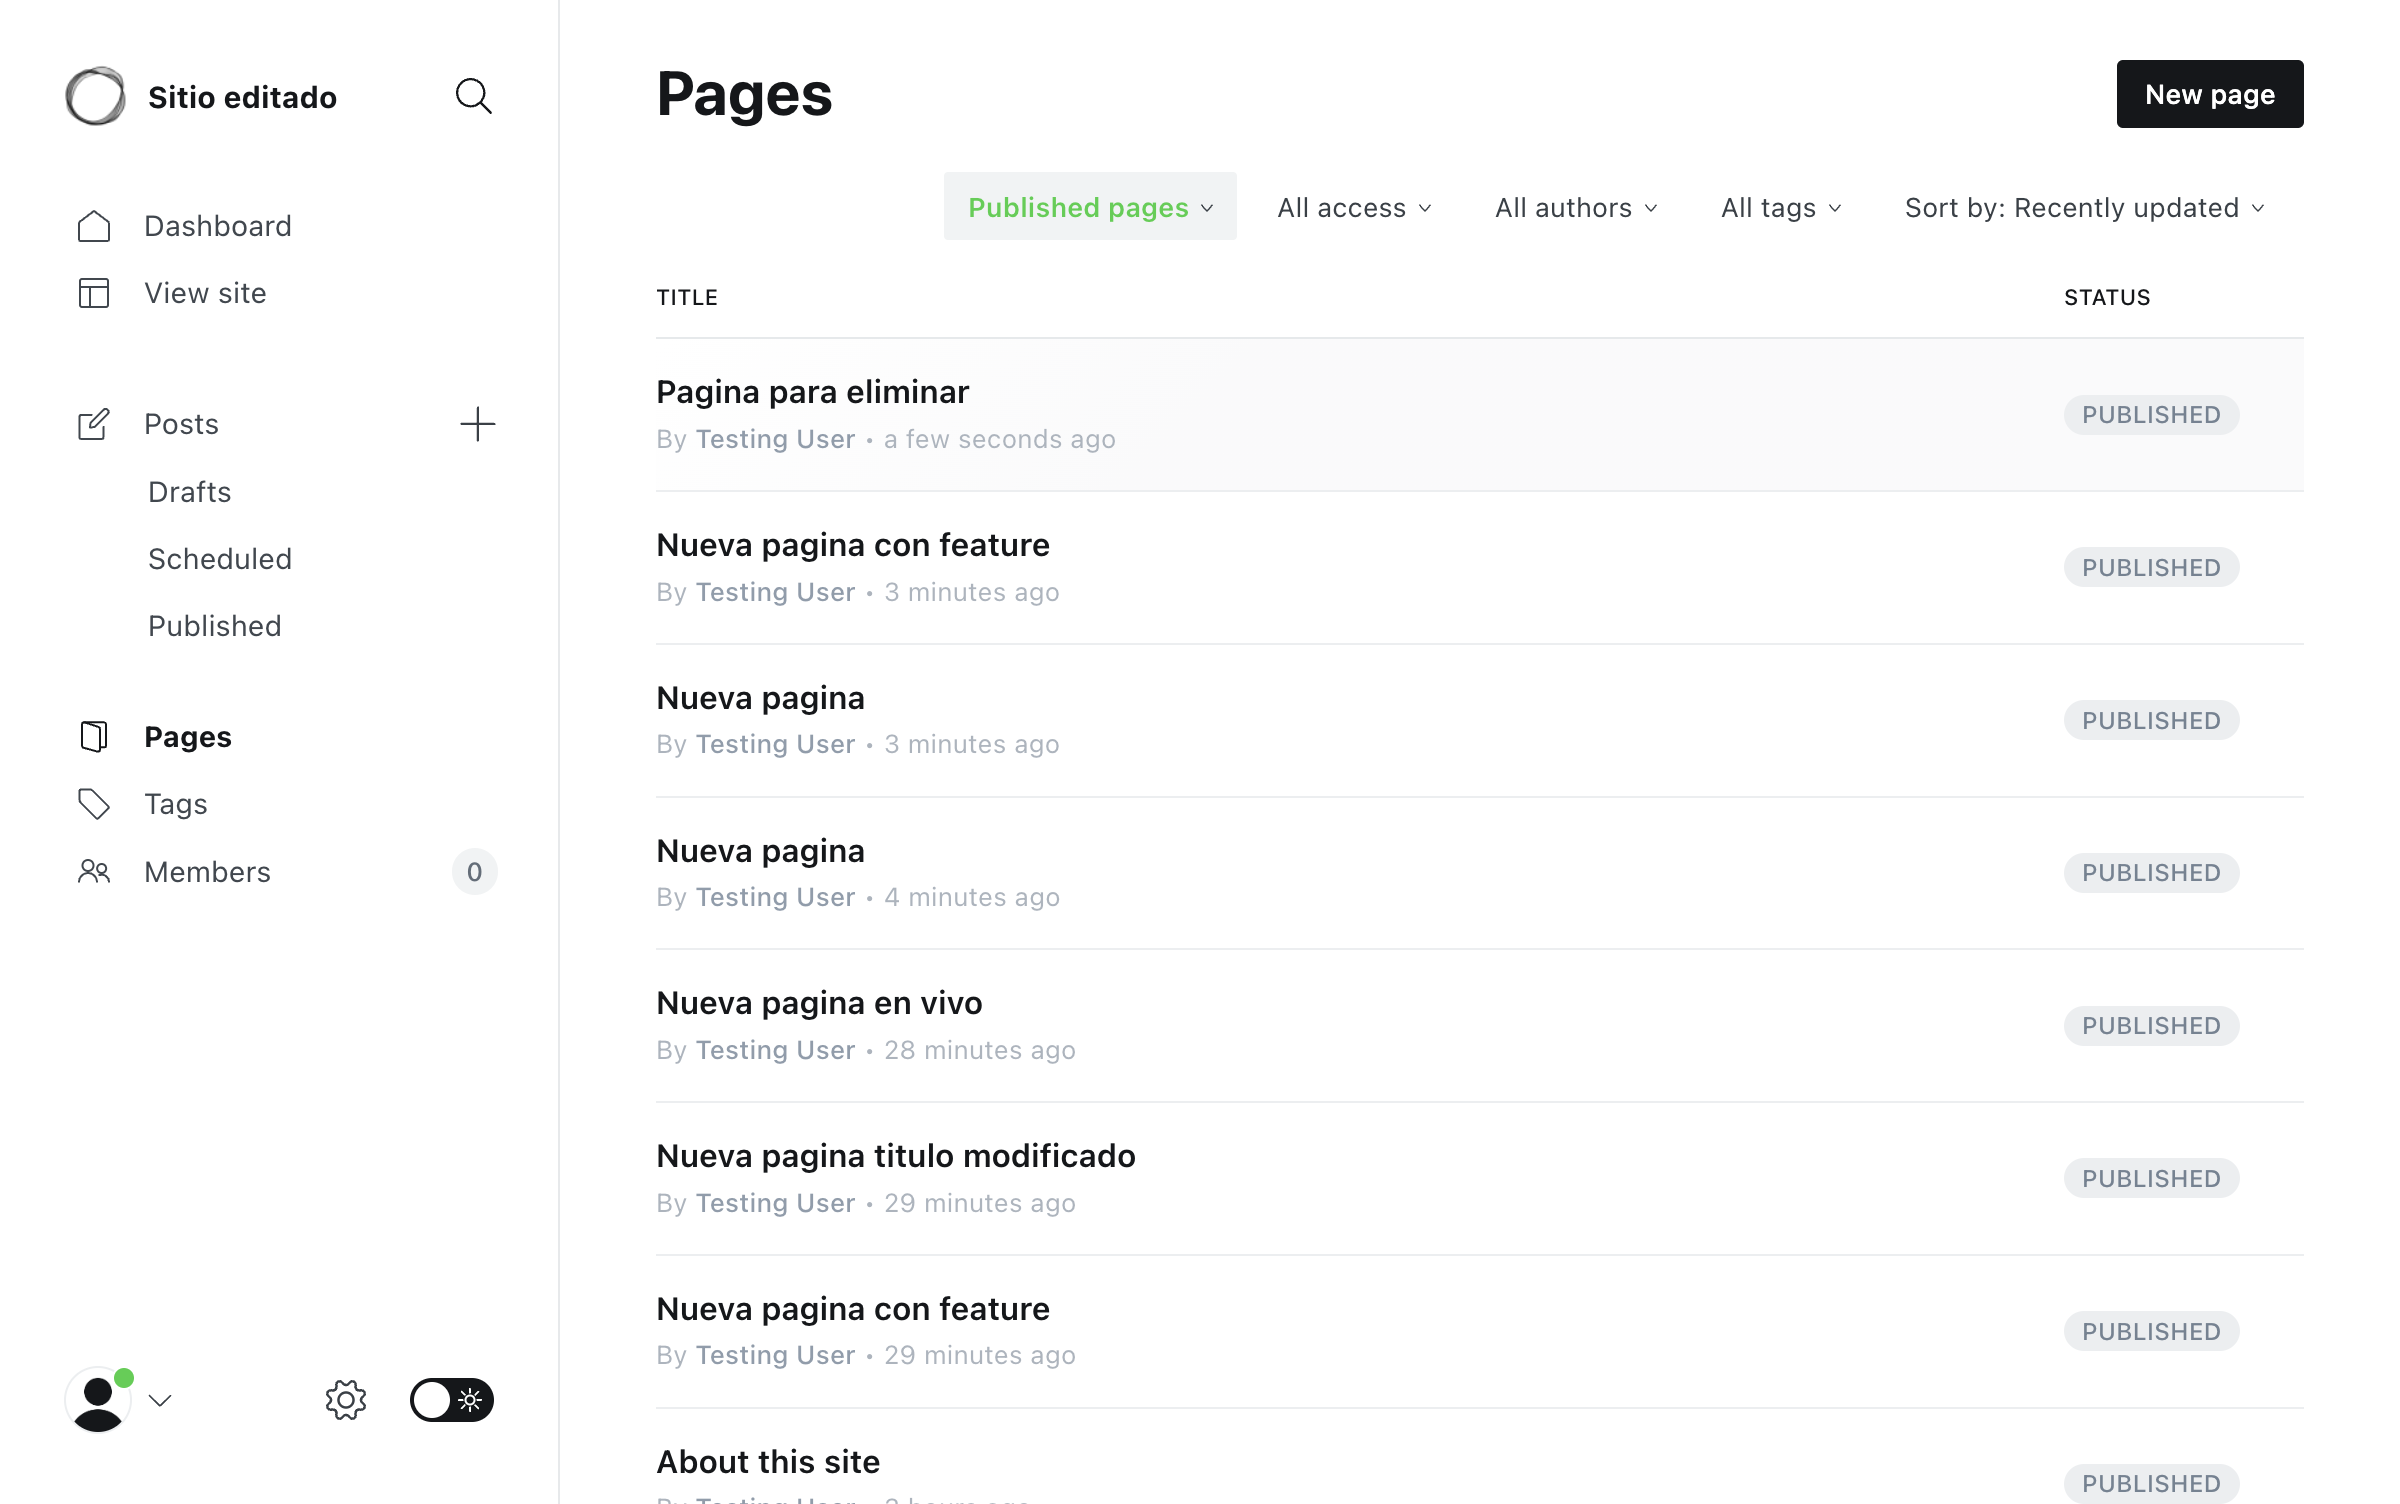 Sitio editado
Dashboard
View site
Posts
Drafts
Scheduled
Published
Pages
Tags
Members 0
Pages
New page
Published pages All access All authors All tags Sort by: Recently updated
TITLE STATUS
Pagina para eliminar
By Testing User • a few seconds ago
PUBLISHED
Nueva pagina con feature
By Testing User • 3 minutes ago
PUBLISHED
Nueva pagina
By Testing User • 3 minutes ago
PUBLISHED
Nueva pagina
By Testing User • 4 minutes ago
PUBLISHED
Nueva pagina en vivo
By Testing User • 28 minutes ago
PUBLISHED
Nueva pagina titulo modificado
By Testing User • 29 minutes ago
PUBLISHED
Nueva pagina con feature
By Testing User • 29 minutes ago
PUBLISHED
About this site
By Testing User
PUBLISHED